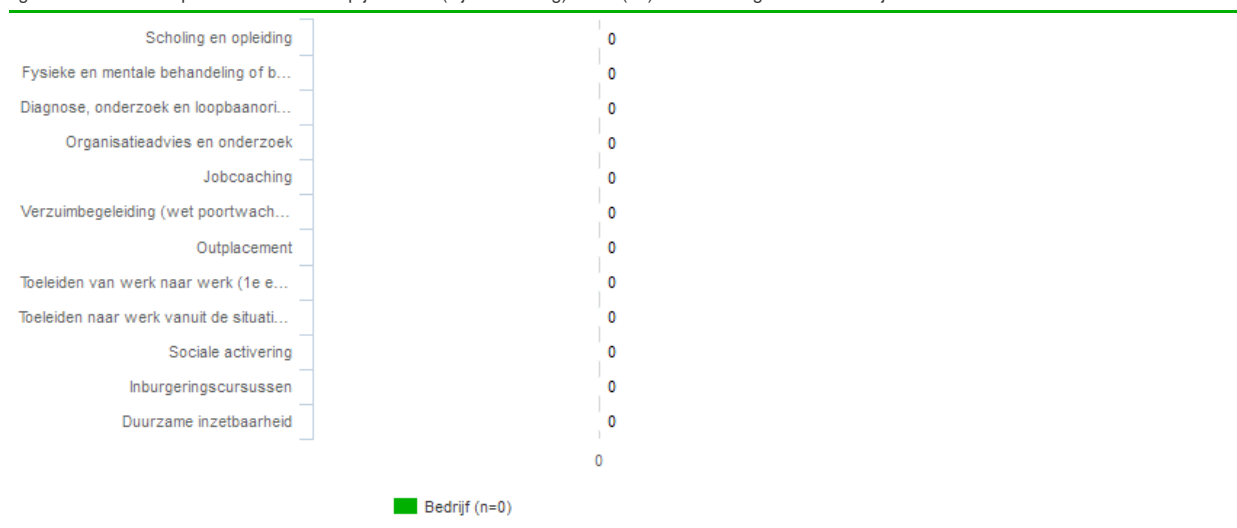 Scholing en opleiding 0
Fysieke en mentale behandeling of b... 0
Diagnose, onderzoek en loopbaanori... 0
Organisatieadvies en onderzoek 0
Jobcoaching 0
Verzuimbegeleiding (wet poortwach... 0
Outplacement 0
Toeleiden van werk naar werk (1e e... 0
Toeleiden naar werk vanuit de situati... 0
Sociale activering 0
Inburgeringscursussen 0
Duurzame inzetbaarheid 0
0
Bedrijf (n=0)